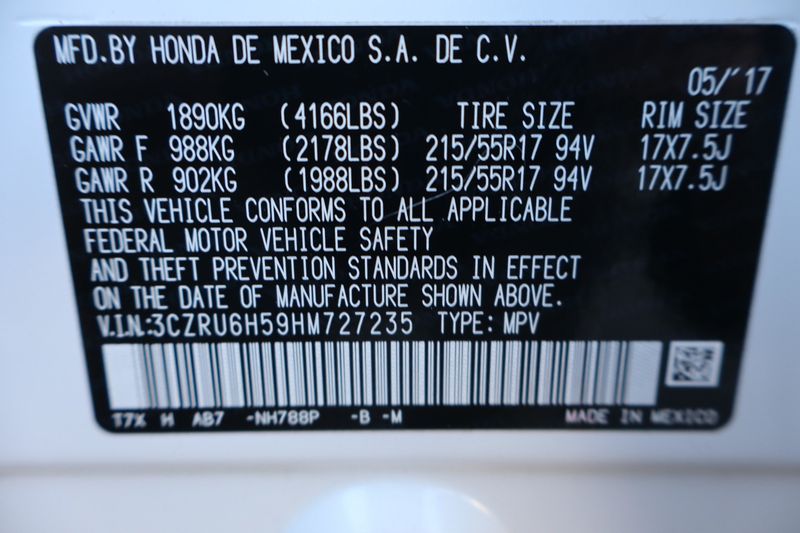 MFD.BY HONDA DE MEXICO S.A. DE C.V.
05/'17
GVWR 1890KG (4166LBS) TIRE SIZE RIM SIZE
GAWR F 988KG (2178LBS) 215/55R17 94V 17X7.5J
GAWR R 902KG (1988LBS) 215/55R17 94V 17X7.5J
THIS VEHICLE CONFORMS TO ALL APPLICABLE
FEDERAL MOTOR VEHICLE SAFETY
AND THEFT PREVENTION STANDARDS IN EFFECT
ON THE DATE OF MANUFACTURE SHOWN ABOVE.
V.I.N.:3CZRU6H59HM727235 TYPE: MPV
T7X H AB7 -NH788P -B -M MADE IN MEXICO